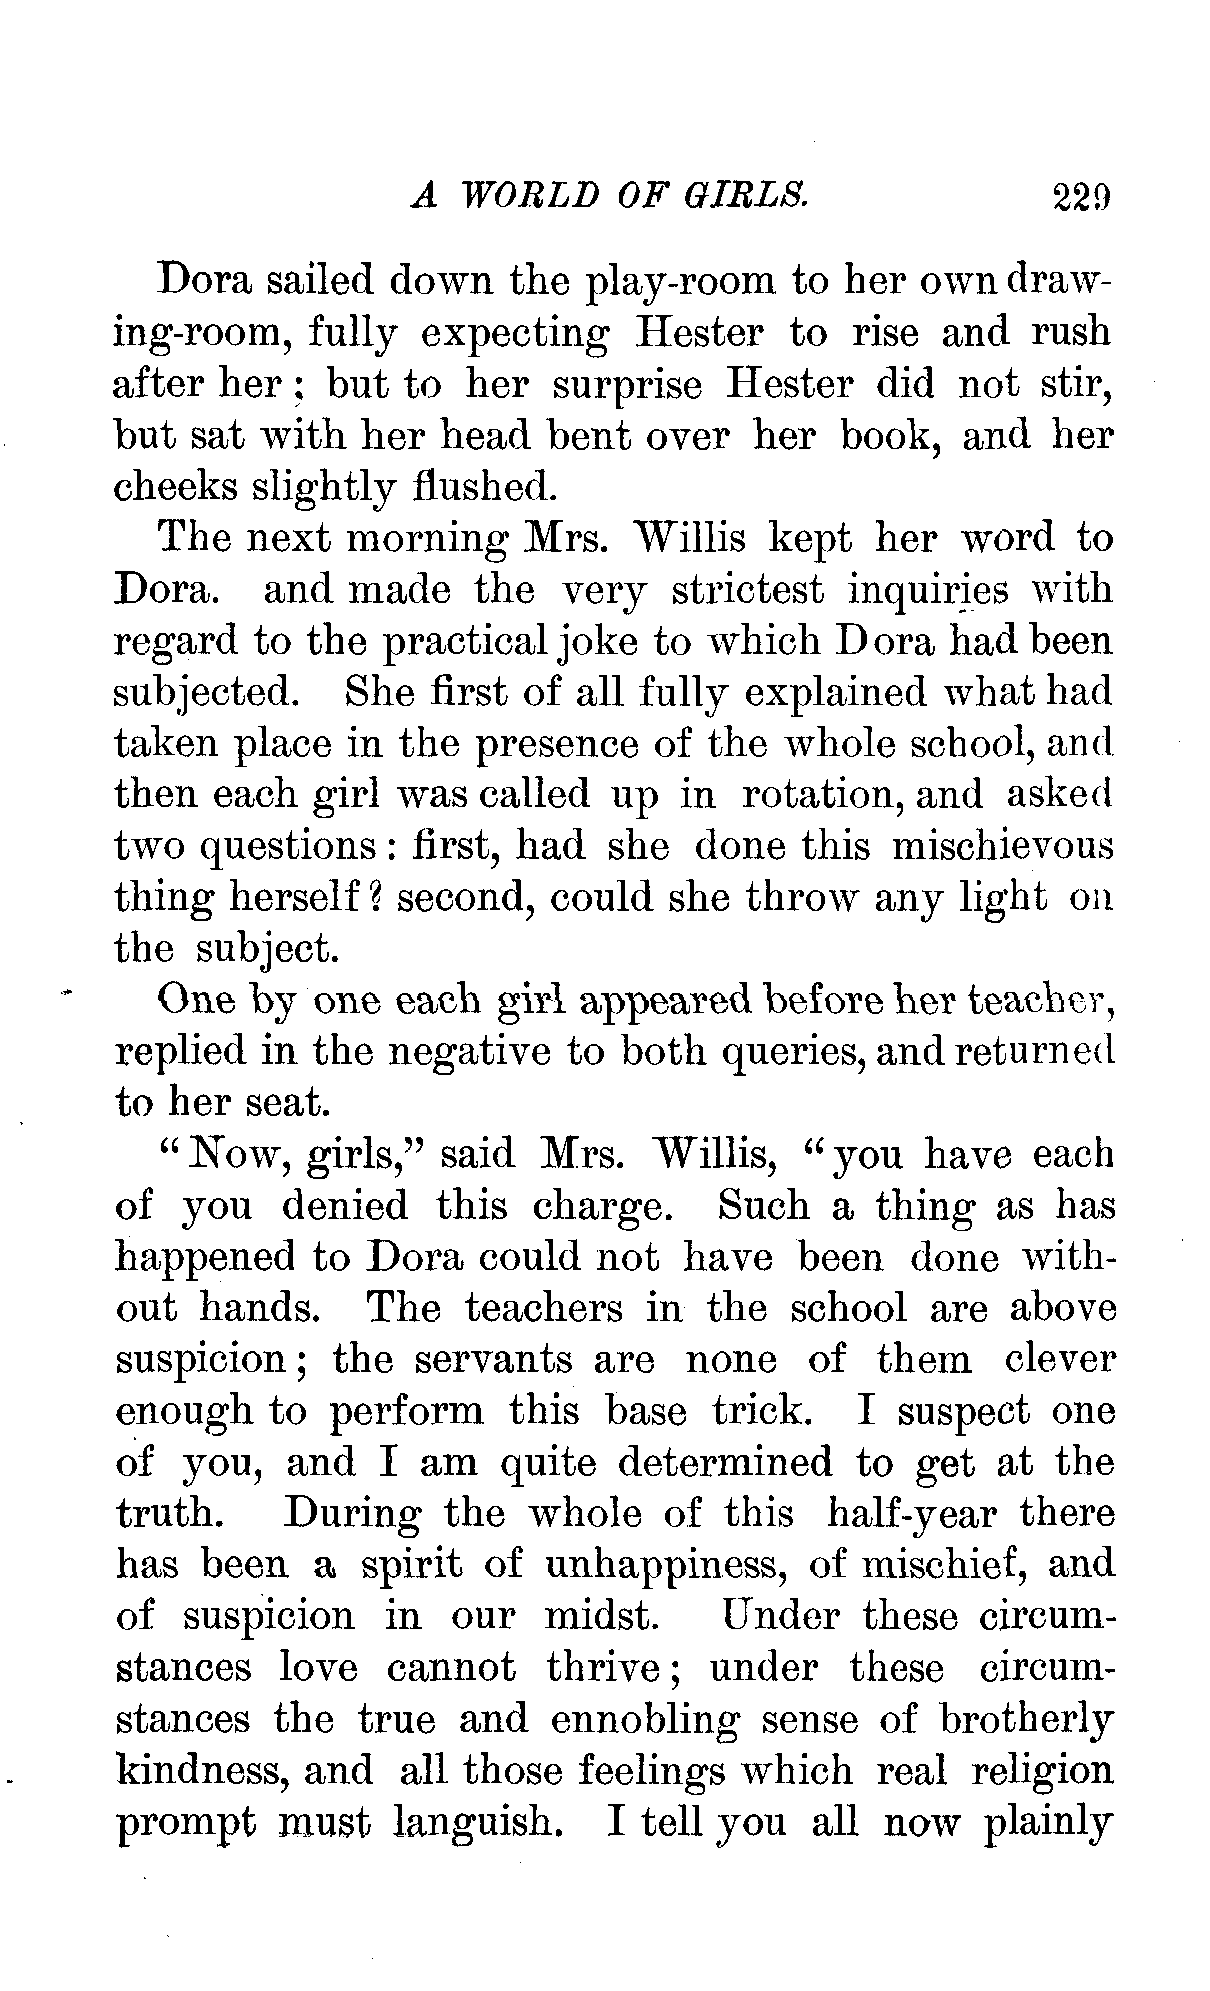 A WORLD OF GIRLS. 229
Dora sailed down the play-room to her own draw-
ing-room, fully expecting Hester to rise and rush
after her ; but to her surprise Hester did not stir,
but sat with her head bent over her book, and her
cheeks slightly flushed.
The next morning Mrs. Willis kept her word to
Dora. and made the very strictest inquiries with
regard to the practical joke to which Dora had been
subjected. She first of all fully explained what had
taken place in the presence of the whole school, and
then each girl was called up in rotation, and asked
two questions : first, had she done this mischievous
thing herself ? second, could she throw any light on
the subject.
One by one each girl appeared before her teacher,
replied in the negative to both queries, and returned
to her seat.
“ Now, girls,” said Mrs. Willis, “ you have each
of you denied this charge. Such a thing as has
happened to Dora could not have been done with-
out hands. The teachers in the school are above
suspicion ; the servants are none of them clever
enough to perform this base trick. I suspect one
of you, and I am quite determined to get at the
truth. During the whole of this half-year there
has been a spirit of unhappiness, of mischief, and
of suspicion in our midst. Under these circum-
stances love cannot thrive ; under these circum-
stances the true and ennobling sense of brotherly
kindness, and all those feelings which real religion
prompt must languish. I tell you all now plainly